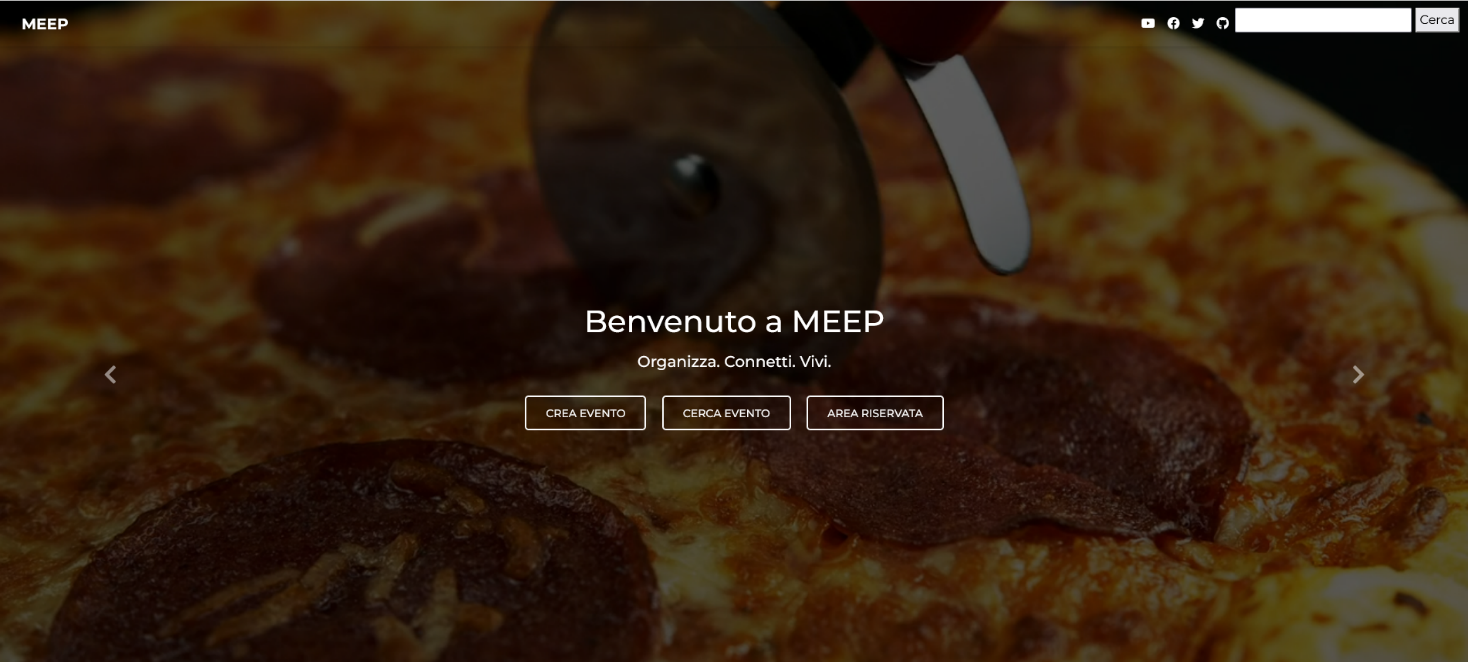 MEEP
Cerca
Benvenuto a MEEP
Organizza. Connetti. Vivi.
CREA EVENTO
CERCA EVENTO
AREA RISERVATA